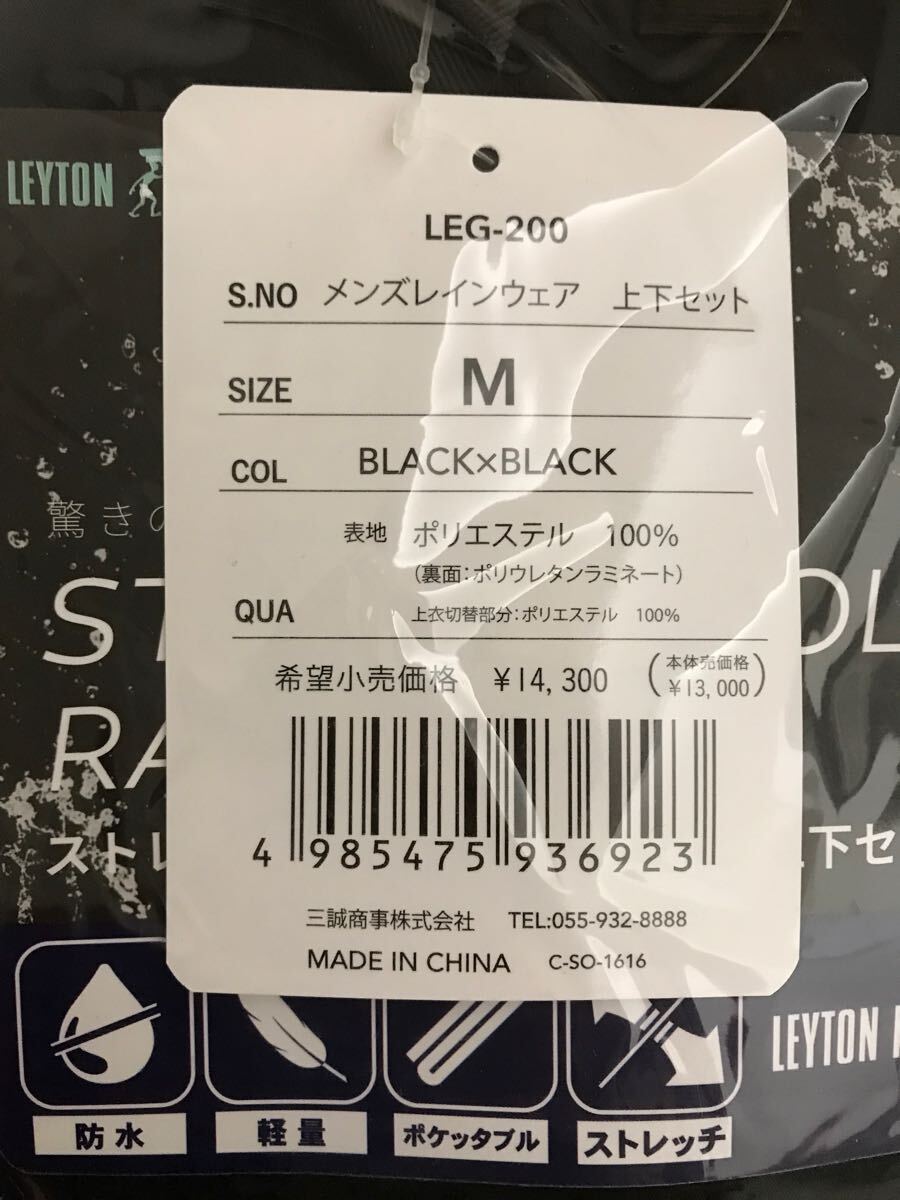 LEYTON
LEG-200
S.NO メンズレインウェア 上下セット
SIZE M
COL BLACK×BLACK
驚きの
表地 ポリエステル 100%
(裏面:ポリウレタンラミネート)
QUA 上衣切替部分:ポリエステル 100%
希望小売価格 ¥14,300 (本体売価格 ¥13,000)
ST OL
RA
4 985475 936923
スト 下セ
三誠商事株式会社 TEL:055-932-8888
MADE IN CHINA C-SO-1616
LEYTON
防水 軽量 ポケッタブル ストレッチ